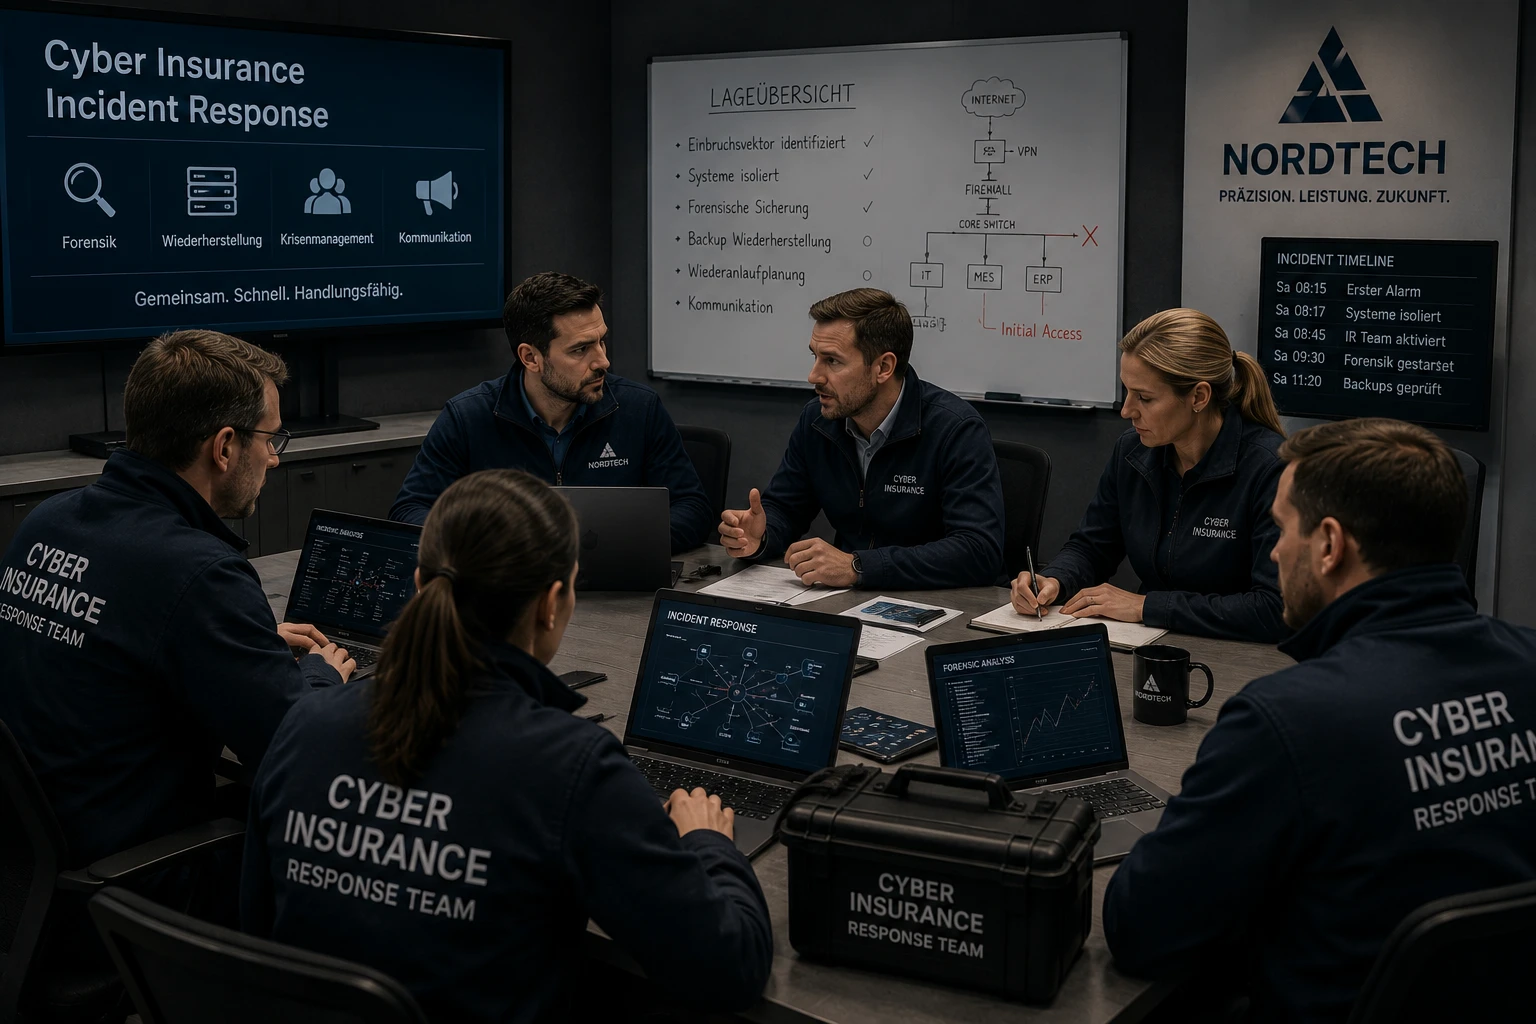 Cyber Insurance
Incident Response
Forensik
Wiederherstellung
Krisenmanagement
Kommunikation
Gemeinsam. Schnell. Handlungsfähig.
LAGEÜBERSICHT
• Einbruchsvektor identifiziert ✓
• Systeme isoliert ✓
• Forensische Sicherung ✓
• Backup Wiederherstellung ○
• Wiederanlaufplanung ○
• Kommunikation
INTERNET
VPN
FIREWALL
CORE SWITCH
X
IT
MES
ERP
Initial Access
NORDTECH
PRÄZISION. LEISTUNG. ZUKUNFT.
INCIDENT TIMELINE
Sa 08:15 Erster Alarm
Sa 08:17 Systeme isoliert
Sa 08:45 IR Team aktiviert
Sa 09:30 Forensik gestartet
Sa 11:20 Backups geprüft
NORDTECH
CYBER
INSURANCE
CYBER
INSURANCE
CYBER
INSURANCE
RESPONSE TEAM
CYBER
INSURANCE
RESPONSE TEAM
INCIDENT RESPONSE
FORENSIC ANALYSIS
NORDTECH
CYBER
INSURANCE
RESPONSE TEAM
CYBER
INSURAN
RESPONSE T